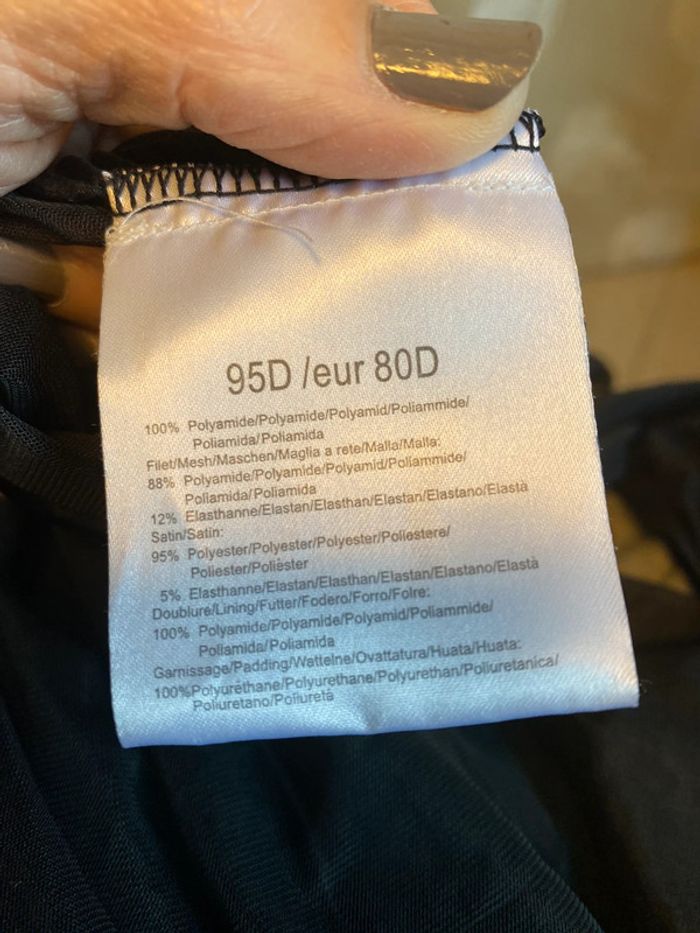 95D /eur 80D
100% Polyamide/Polyamide/Polyamid/Poliammide/
Poliamida/Poliamida
Filet/Mesh/Maschen/Maglia a rete/Malla/Malla:
88% Polyamide/Polyamide/Polyamid/Poliammide/
Poliamida/Poliamida
12% Elasthanne/Elastan/Elasthan/Elastan/Elastano/Elastà
Satin/Satin:
95% Polyester/Polyester/Polyester/Poliestere/
Poliester/Polièster
5% Elasthanne/Elastan/Elasthan/Elastan/Elastano/Elastà
Doublure/Lining/Futter/Fodero/Forro/Folre:
100% Polyamide/Polyamide/Polyamid/Poliammide/
Poliamida/Poliamida
Garnissage/Padding/Wattelne/Ovattatura/Huata/Huata:
100%Polyuréthane/Polyurethane/Polyurethan/Poliuretanica/
Poliuretano/Poliuretà